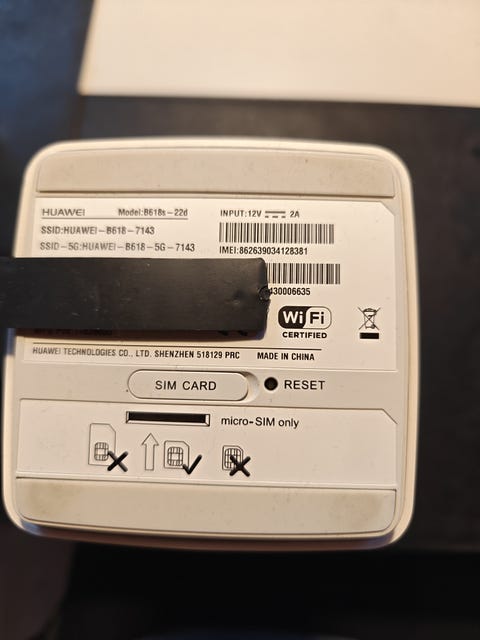 HUAWEI Model:B618s-22d INPUT:12V 2A
SSID:HUAWEI-B618-7143
SSID-5G:HUAWEI-B618-5G-7143
IMEI:862639034128381
430006635
WiFi
CERTIFIED
HUAWEI TECHNOLOGIES CO., LTD. SHENZHEN 518129 PRC MADE IN CHINA
SIM CARD
RESET
micro-SIM only